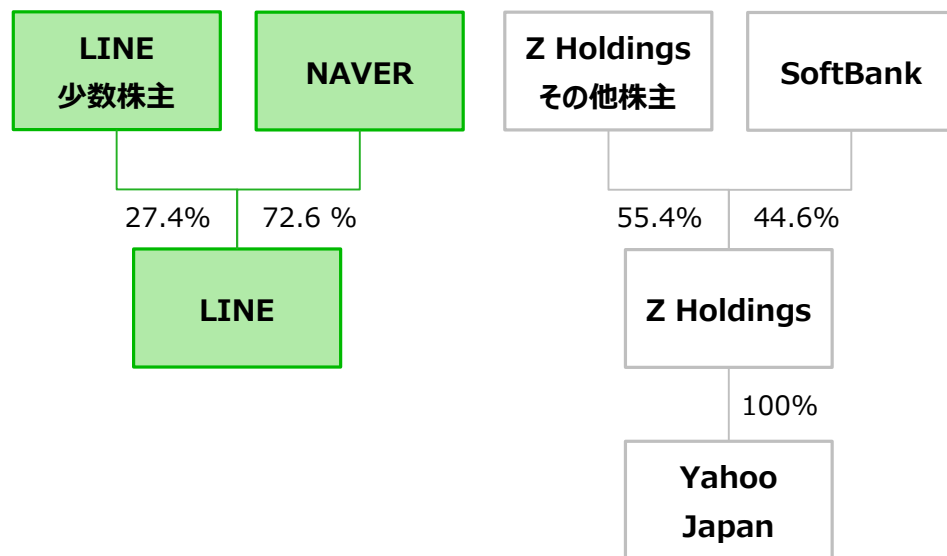 LINE
少数株主
NAVER
Z Holdings
その他株主
SoftBank
27.4%
72.6 %
55.4%
44.6%
LINE
Z Holdings
100%
Yahoo
Japan